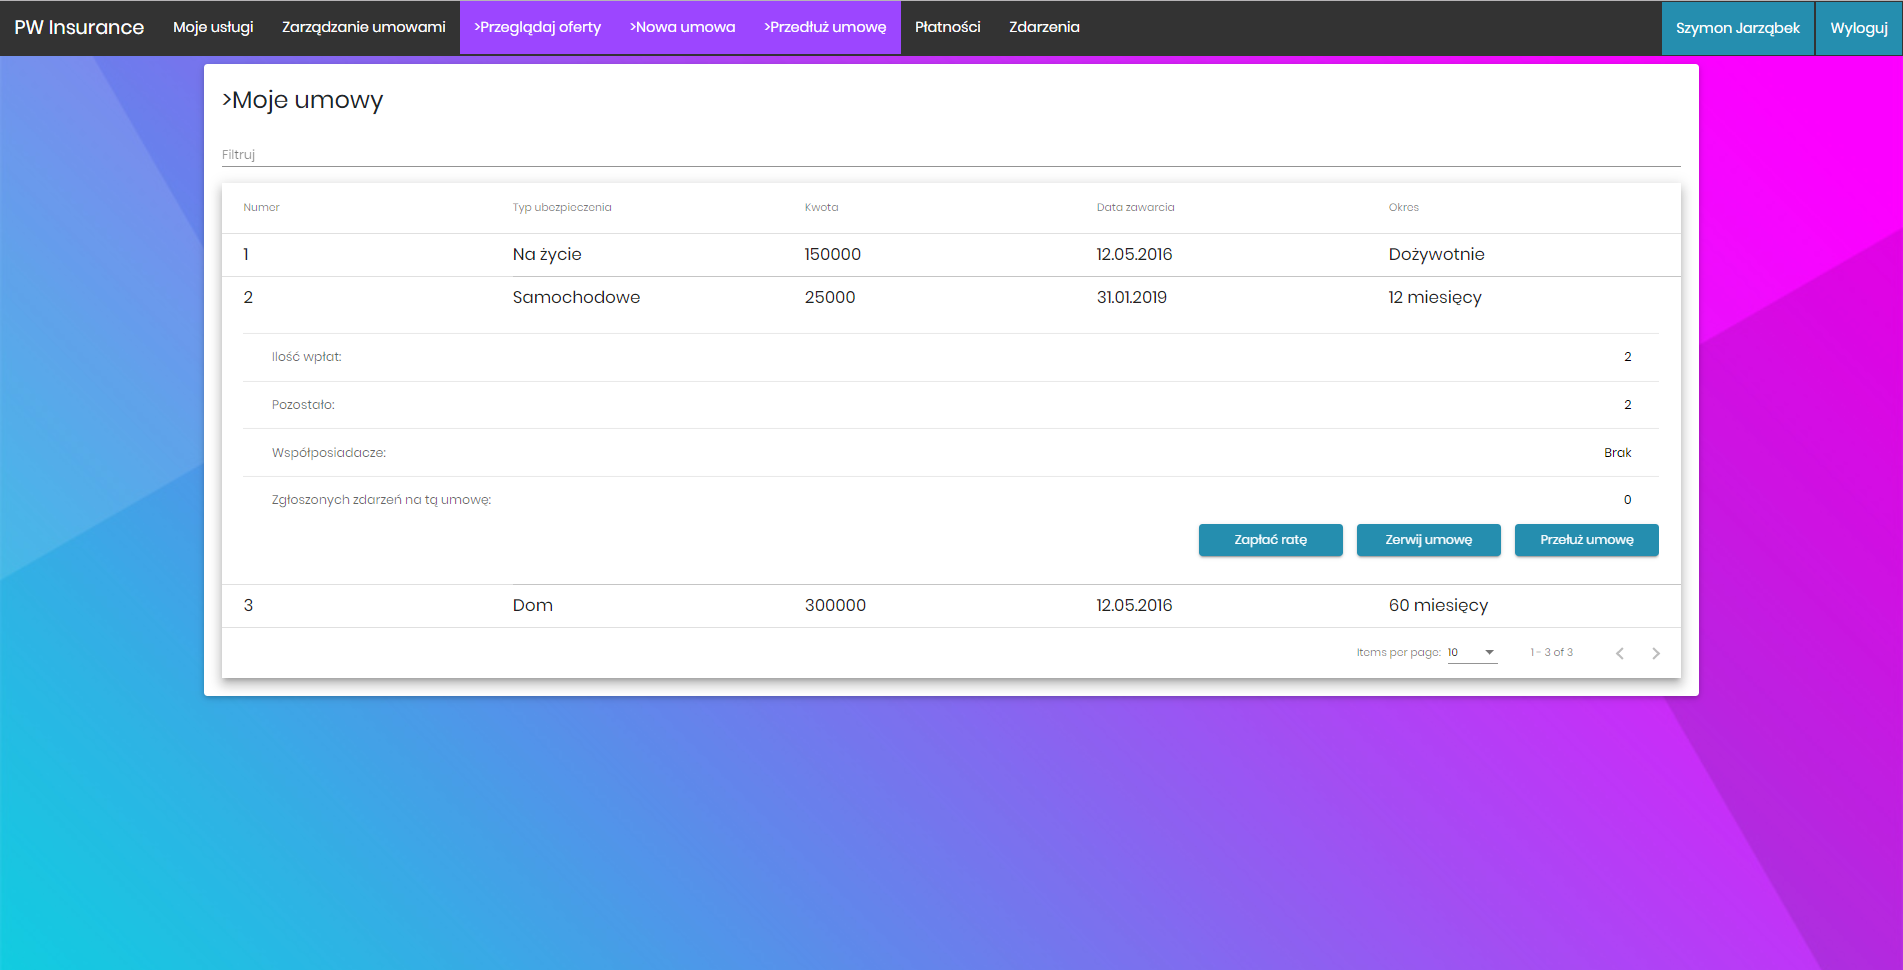 PW Insurance Moje usługi Zarządzanie umowami >Przeglądaj oferty >Nowa umowa >Przedłuż umowę Płatności Zdarzenia Szymon Jarząbek Wyloguj
>Moje umowy
Filtruj
Numer Typ ubezpieczenia Kwota Data zawarcia Okres
1 Na życie 150000 12.05.2016 Dożywotnie
2 Samochodowe 25000 31.01.2019 12 miesięcy
Ilość wpłat: 2
Pozostało: 2
Współposiadacze: Brak
Zgłoszonych zdarzeń na tą umowę: 0
Zapłać ratę Zerwij umowę Przełuż umowę
3 Dom 300000 12.05.2016 60 miesięcy
Items per page: 10 1 - 3 of 3